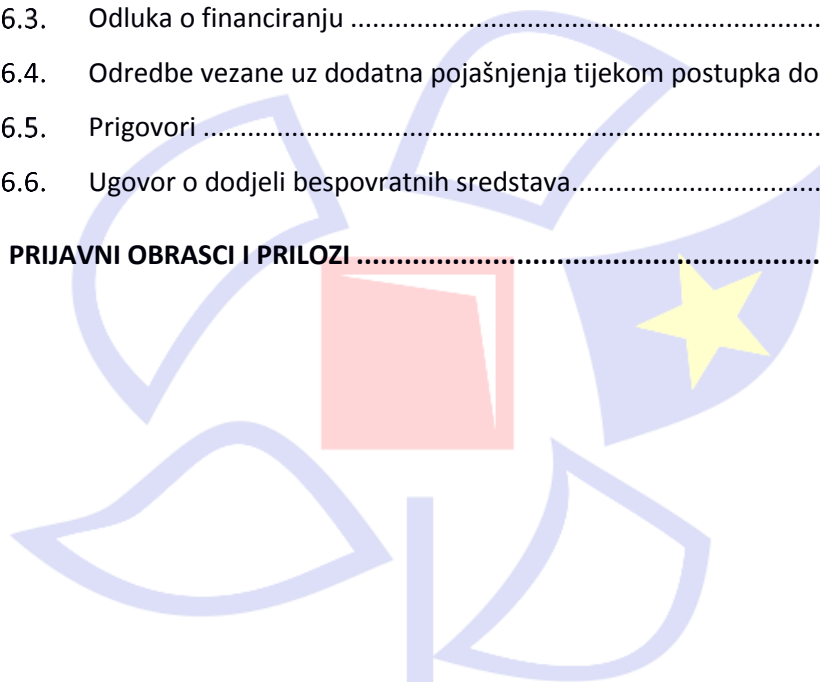 6.3. Odluka o financiranju ........................................................................
6.4. Odredbe vezane uz dodatna pojašnjenja tijekom postupka do
6.5. Prigovori ................................................................................................
6.6. Ugovor o dodjeli bespovratnih sredstava......................................
PRIJAVNI OBRASCI I PRILOZI ............................................................